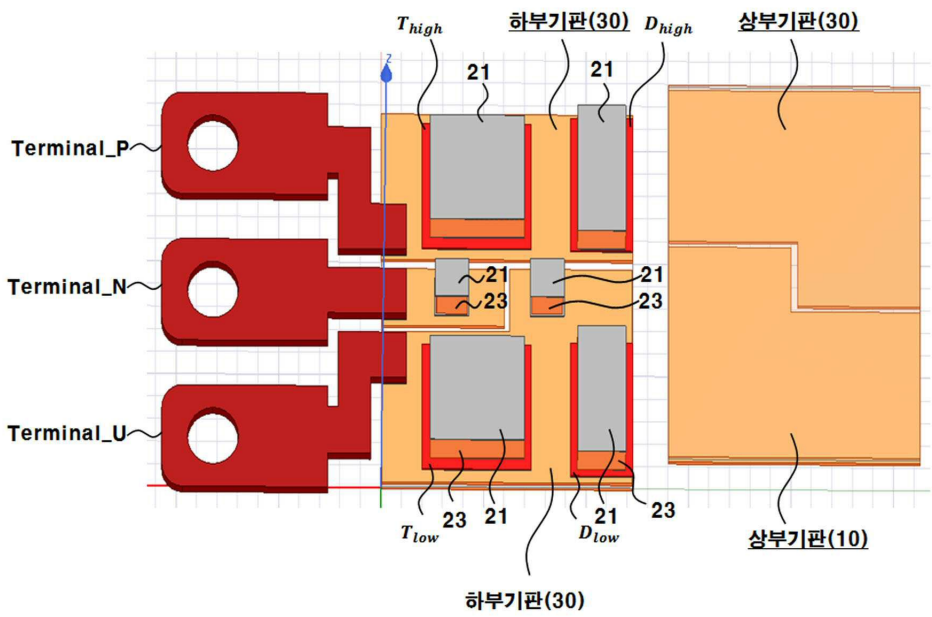 T_high 하부기판(30) D_high 상부기판(30)
z
21 21
Terminal_P
Terminal_N
21 21
23 23
Terminal_U
T_low 23 21 D_low 21 23
상부기판(10)
하부기판(30)